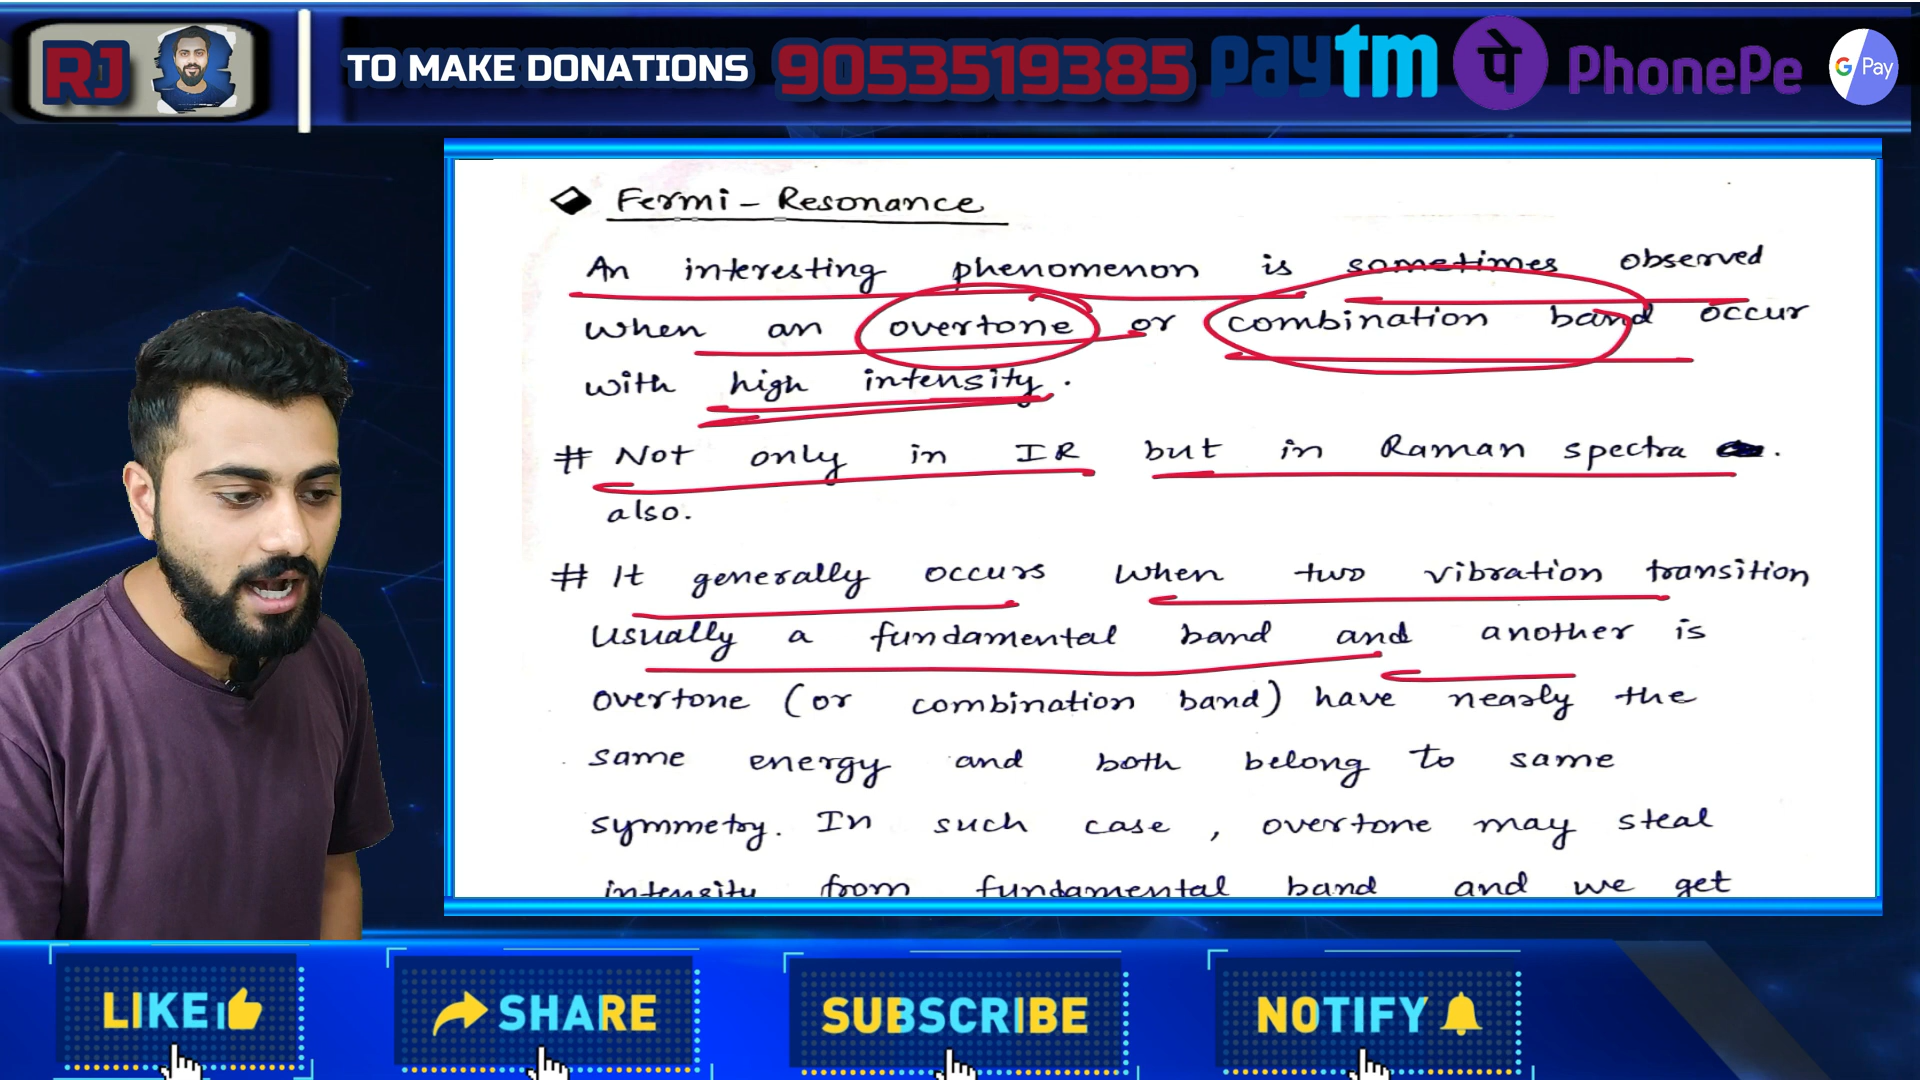 RJ
TO MAKE DONATIONS 9053519385 paytm पे PhonePe G Pay
Fermi - Resonance
An interesting phenomenon is sometimes observed
when an overtone or combination band occur
with high intensity.
# Not only in IR but in Raman spectra .
also.
# It generally occurs when two vibration transition
usually a fundamental band and another is
overtone (or combination band) have nearly the
same energy and both belong to same
symmetry. In such case, overtone may steal
intensity from fundamental band and we get
LIKE SHARE SUBSCRIBE NOTIFY